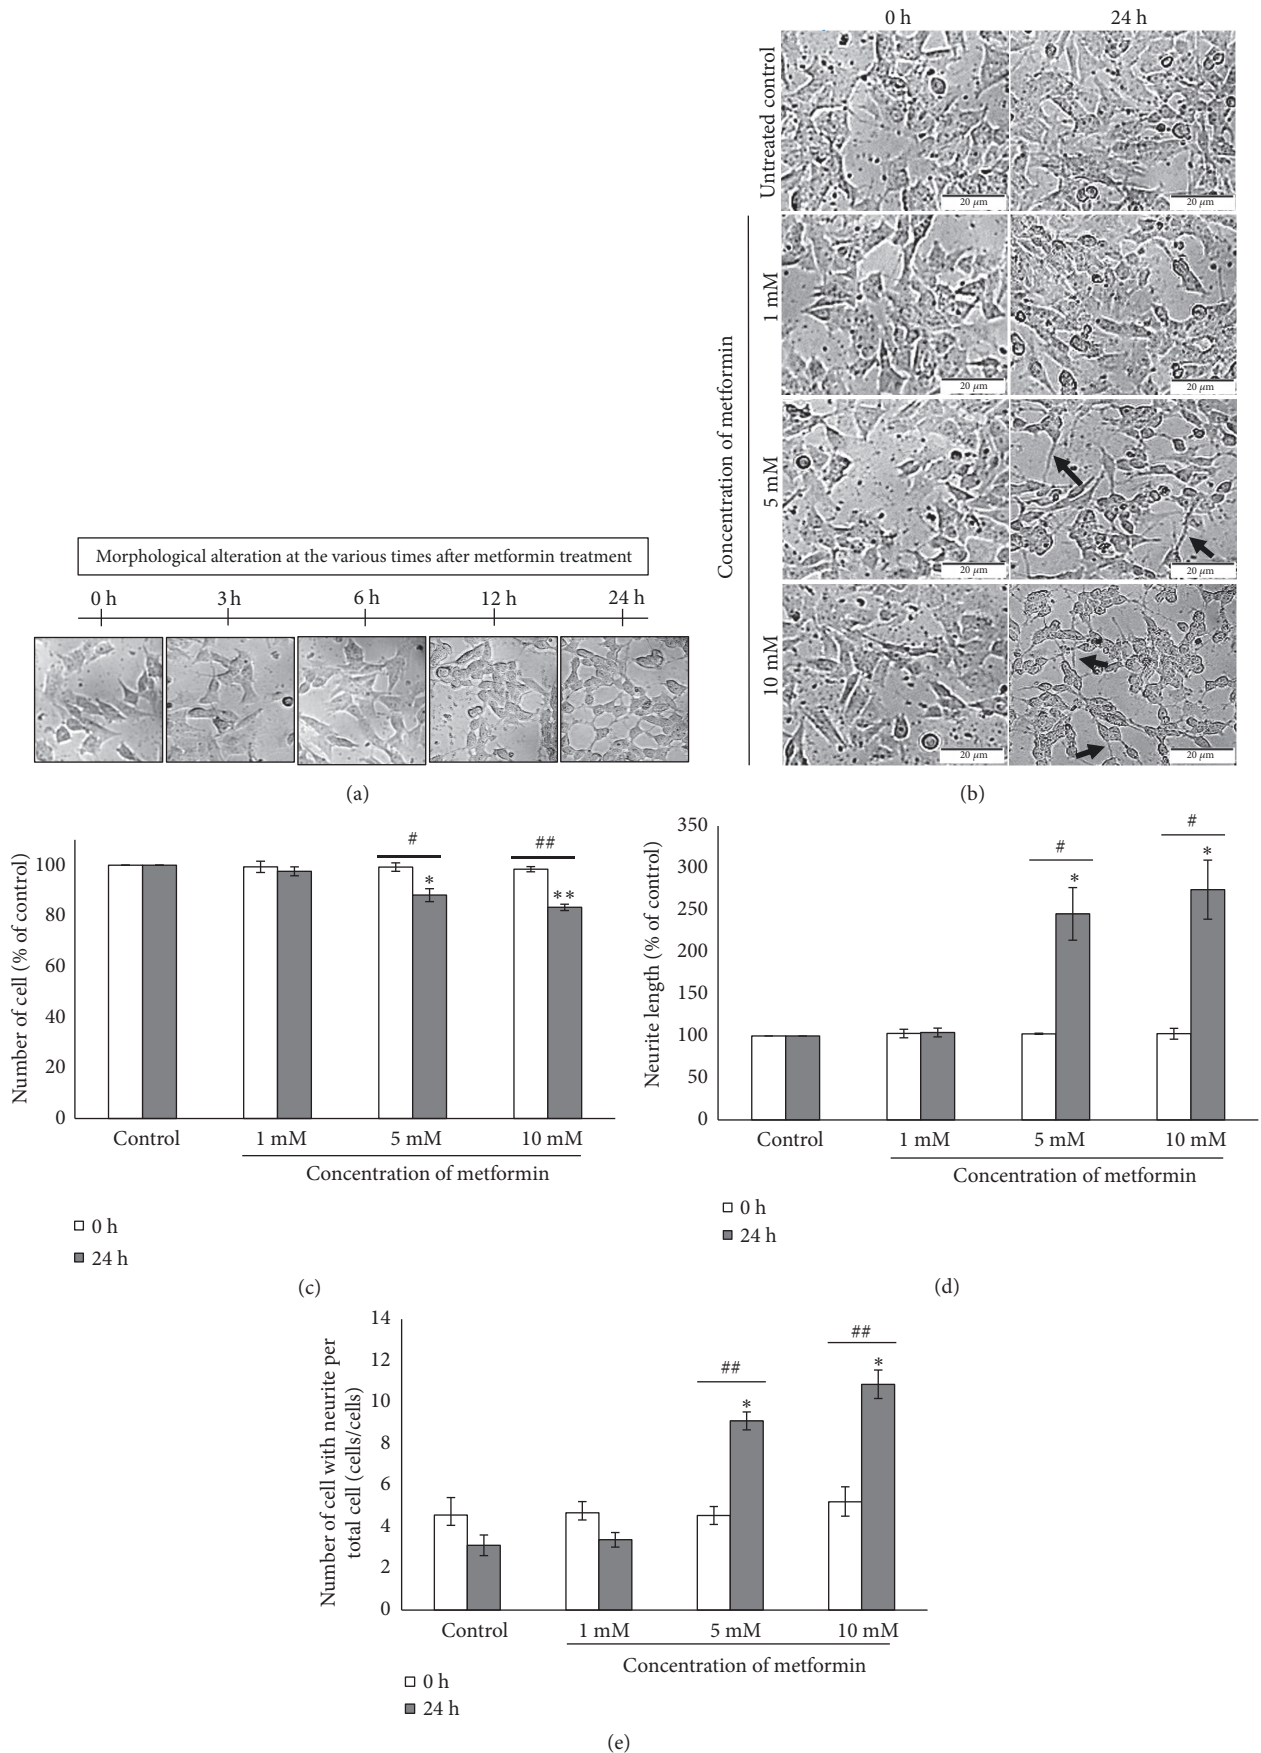 0 h
24 h
Untreated control
20 μm
20 μm
Concentration of metformin
1 mM
20 μm
20 μm
5 mM
20 μm
20 μm
10 mM
20 μm
20 μm
(b)
Morphological alteration at the various times after metformin treatment
0 h
3 h
6 h
12 h
24 h
(a)
Number of cell (% of control)
100
80
60
40
20
0
#
##
*
**
Control
1 mM
5 mM
10 mM
Concentration of metformin
0 h
24 h
(c)
Neurite length (% of control)
350
300
250
200
150
100
50
0
#
#
*
*
Control
1 mM
5 mM
10 mM
Concentration of metformin
0 h
24 h
(d)
Number of cell with neurite per
total cell (cells/cells)
14
12
10
8
6
4
2
0
##
##
*
*
Control
1 mM
5 mM
10 mM
Concentration of metformin
0 h
24 h
(e)